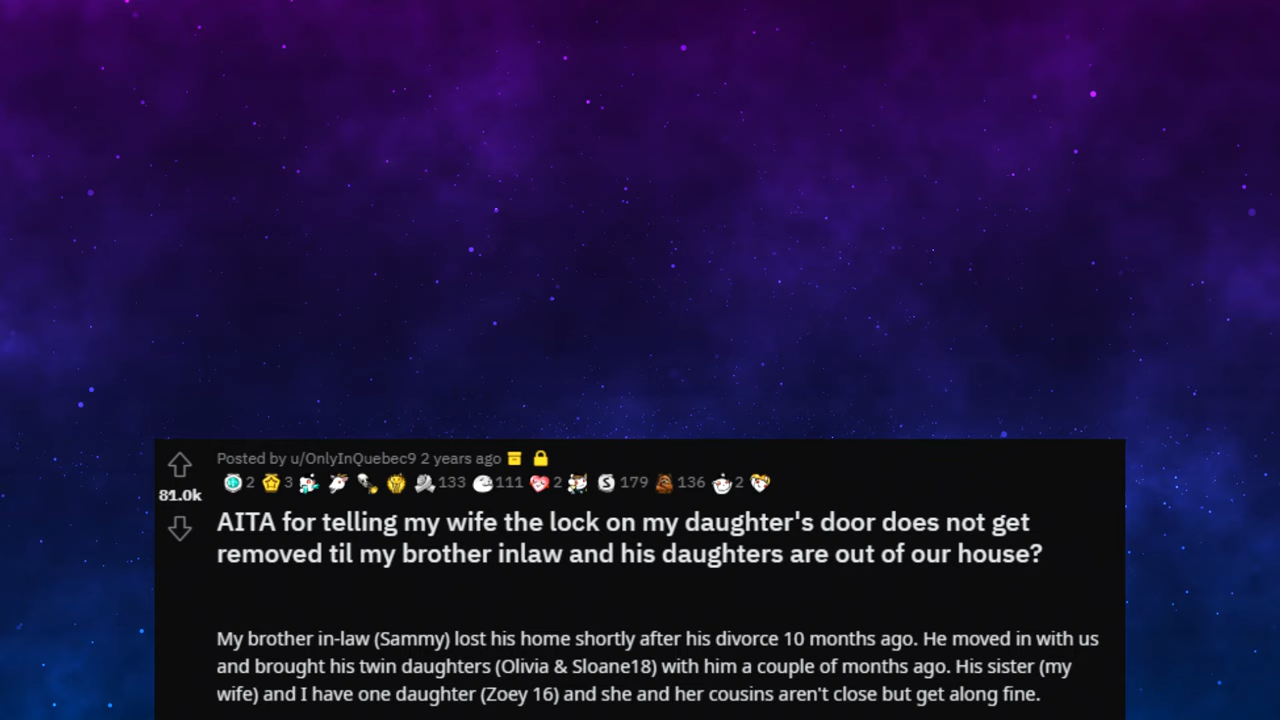 Posted by u/OnlyInQuebec9 2 years ago
2 3 133 111 2 179 136 2
81.0k
AITA for telling my wife the lock on my daughter's door does not get
removed til my brother inlaw and his daughters are out of our house?
My brother in-law (Sammy) lost his home shortly after his divorce 10 months ago. He moved in with us
and brought his twin daughters (Olivia & Sloane18) with him a couple of months ago. His sister (my
wife) and I have one daughter (Zoey 16) and she and her cousins aren't close but get along fine.